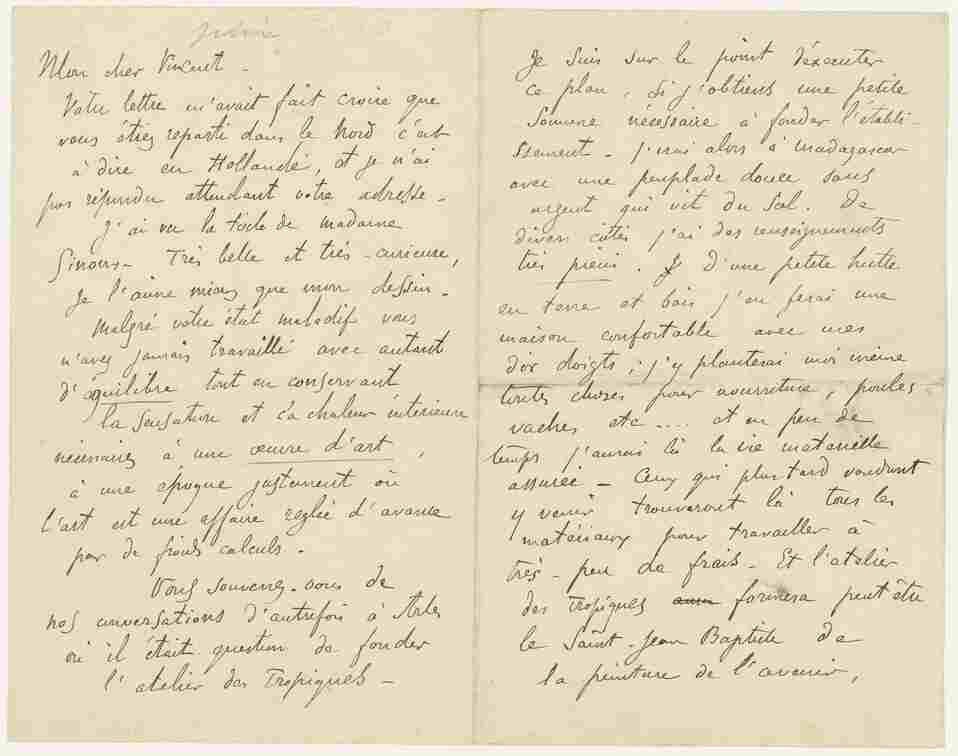 Mon cher Vincent -
Votre lettre m'avait fait croire que
vous étiez reparti dans le Nord c'est
à dire en Hollande, et je n'ai
pas répondu attendant votre adresse -
J'ai vu la toile de madame
Ginoux - Très belle et très - curieuse,
je l'aime mieux que mon dessin -
Malgré votre état maladif vous
n'avez jamais travaillé avec autant
d'équilibre tout en conservant
la sensation et la chaleur intérieure
nécessaires à une œuvre d'art,
à une époque justement où
l'art est une affaire reglée d'avance
par de froids calculs -
Vous souvenez-vous de
nos conversations d'autrefois à Arles
où il était question de fonder
l'atelier des Tropiques -
Je suis sur le point d'éxecuter
ce plan, si j'obtiens une petite
somme nécessaire à fonder l'établi-
ssement - J'irai alors à madagascar
avec une peuplade douce sans
argent qui vit du sol. De
divers côtés j'ai des renseignements
très précis. D'une petite hutte
en terre et bois j'en ferai une
maison confortable avec mes
dix doigts ; j'y planterai moi même
toutes choses pour nourriture, poules
vaches etc .... et en peu de
temps j'aurai là la vie materielle
assurée - Ceux qui plus tard voudront
y venir trouveront là tous les
matériaux pour travailler à
très - peu de frais - Et l'atelier
des Tropiques formera peut être
le Saint-Jean Baptiste de
la peinture de l'avenir,